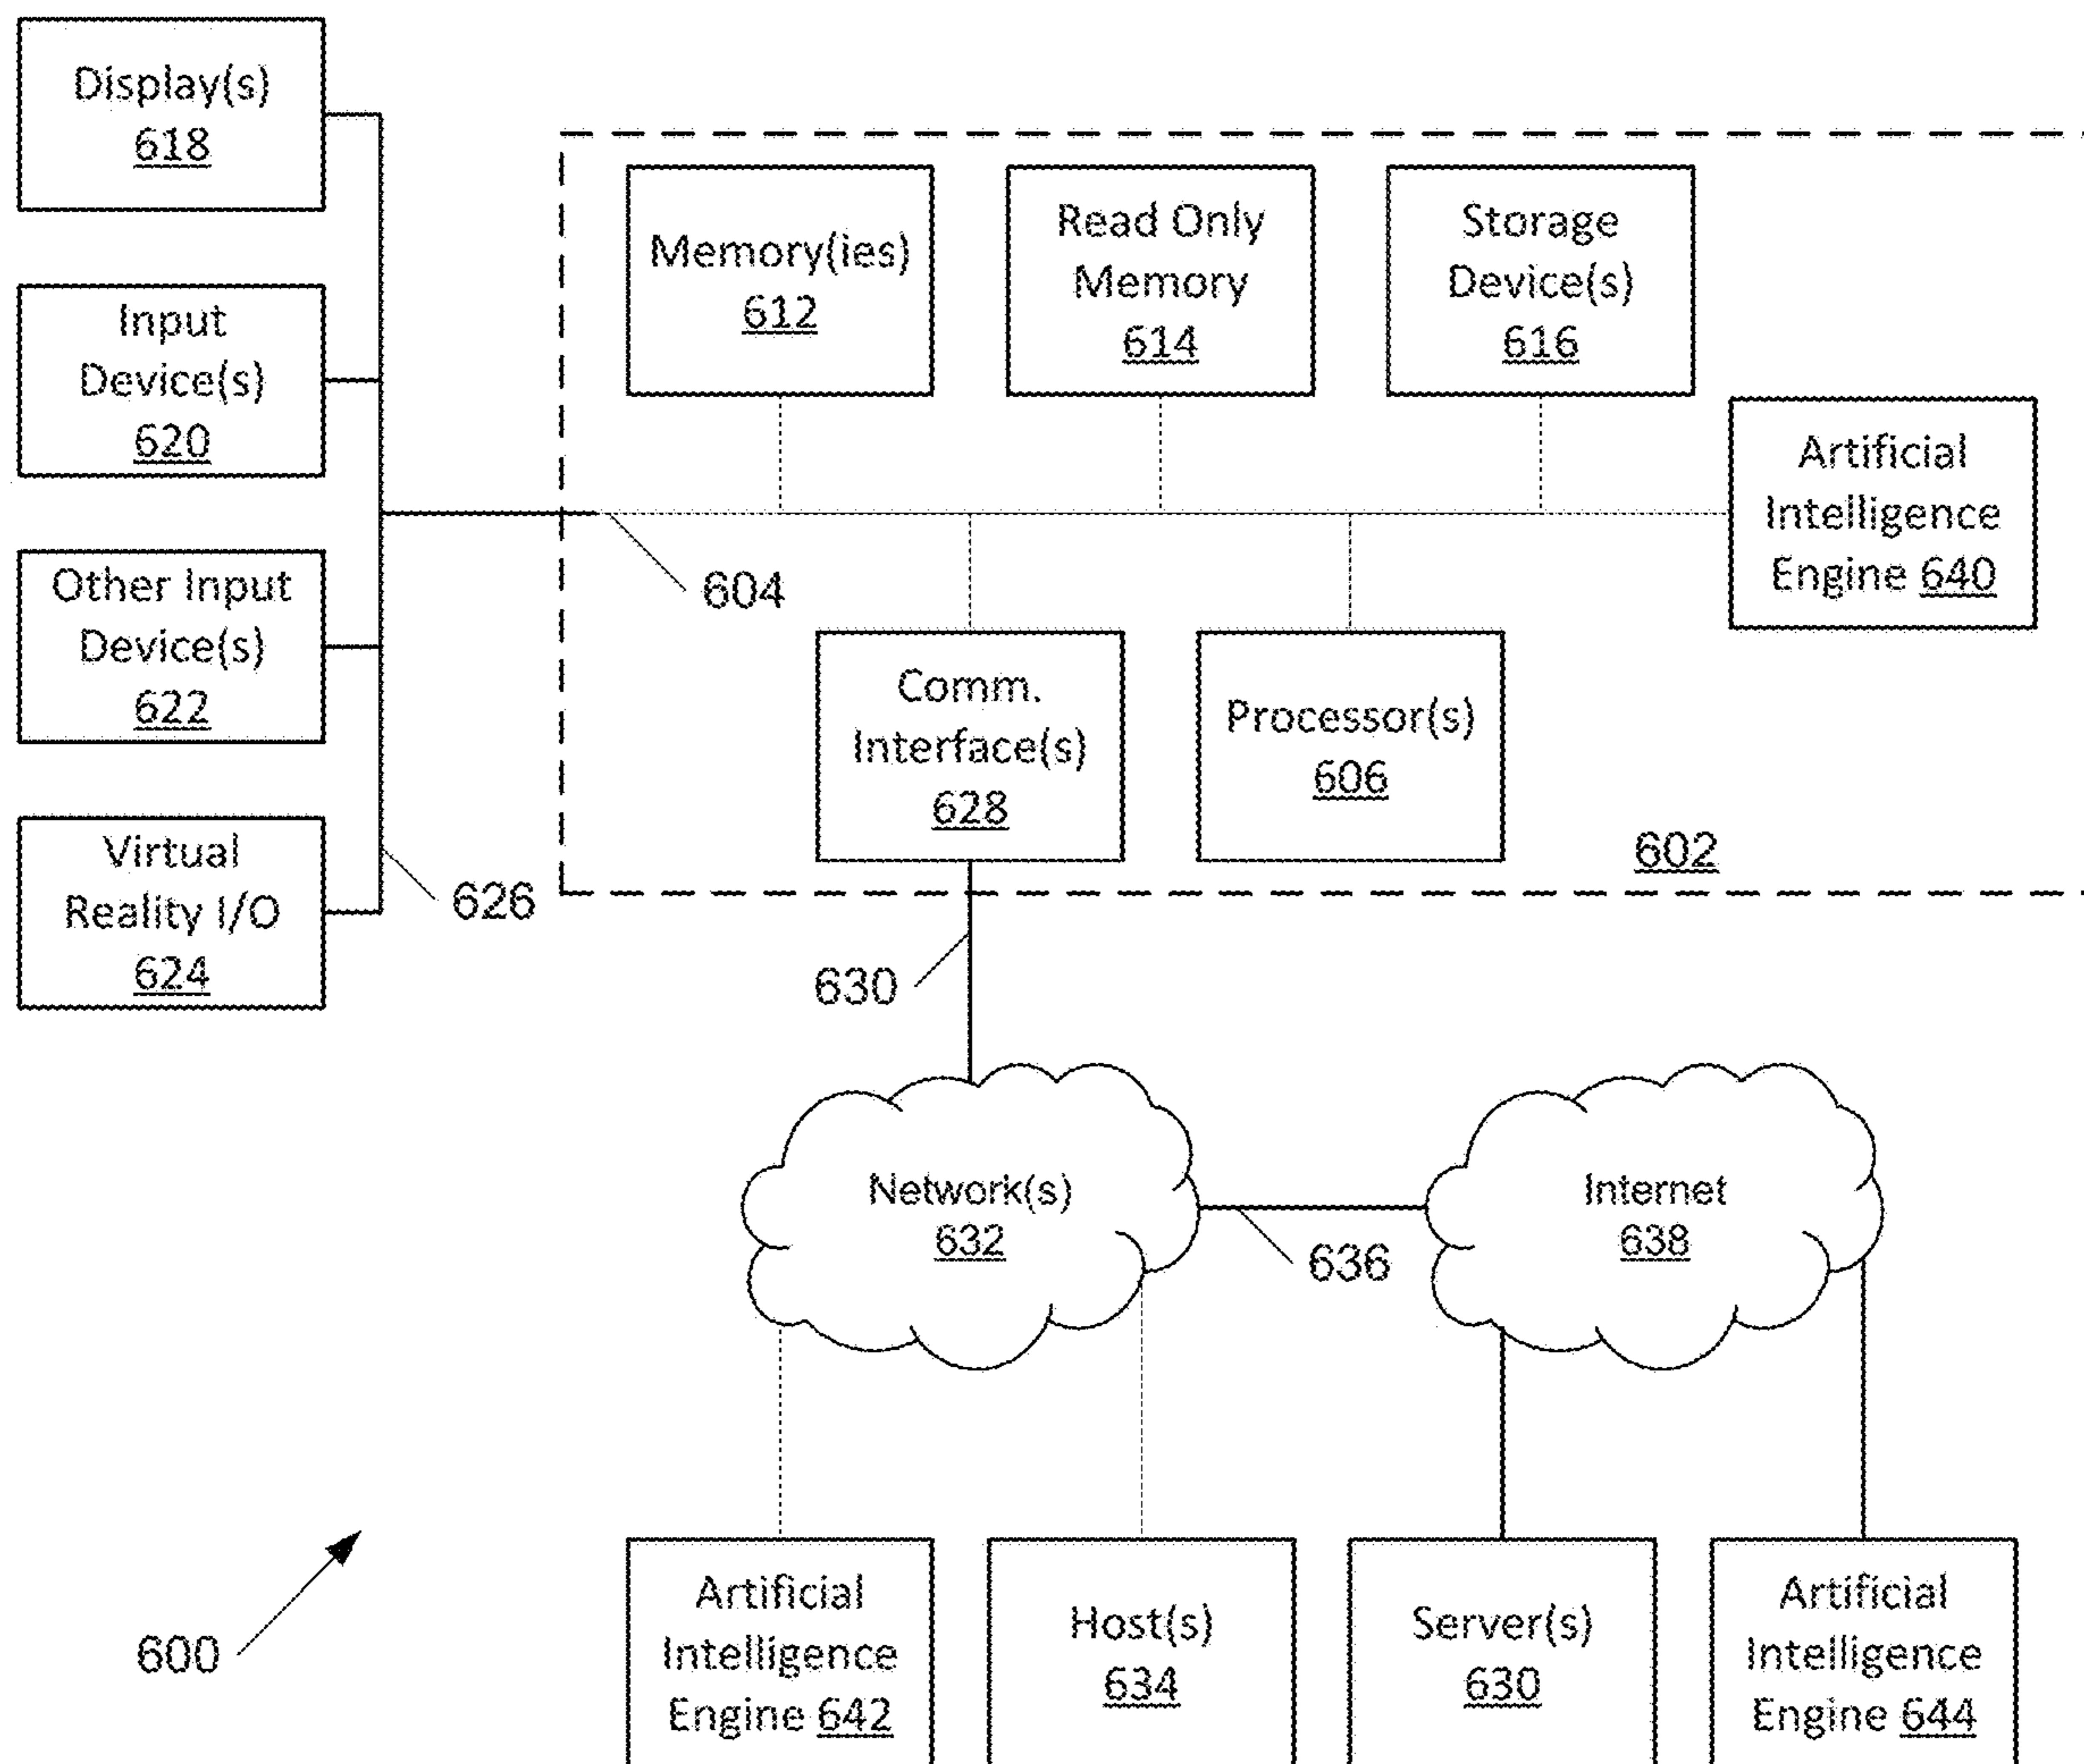 Display(s)
618
Input
Device(s)
620
Other Input
Device(s)
622
Virtual
Reality I/O
624
626
Memory(ies)
612
Read Only
Memory
614
Storage
Device(s)
616
Artificial
Intelligence
Engine 640
604
Comm.
Interface(s)
628
Processor(s)
606
602
630
Network(s)
632
636
Internet
638
600
Artificial
Intelligence
Engine 642
Host(s)
634
Server(s)
630
Artificial
Intelligence
Engine 644